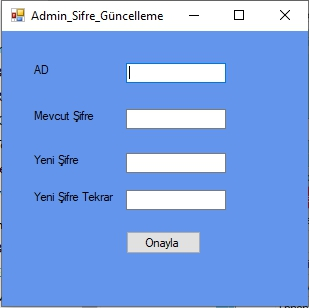 Admin_Sifre_Güncelleme
AD
Mevcut Şifre
Yeni Şifre
Yeni Şifre Tekrar
Onayla